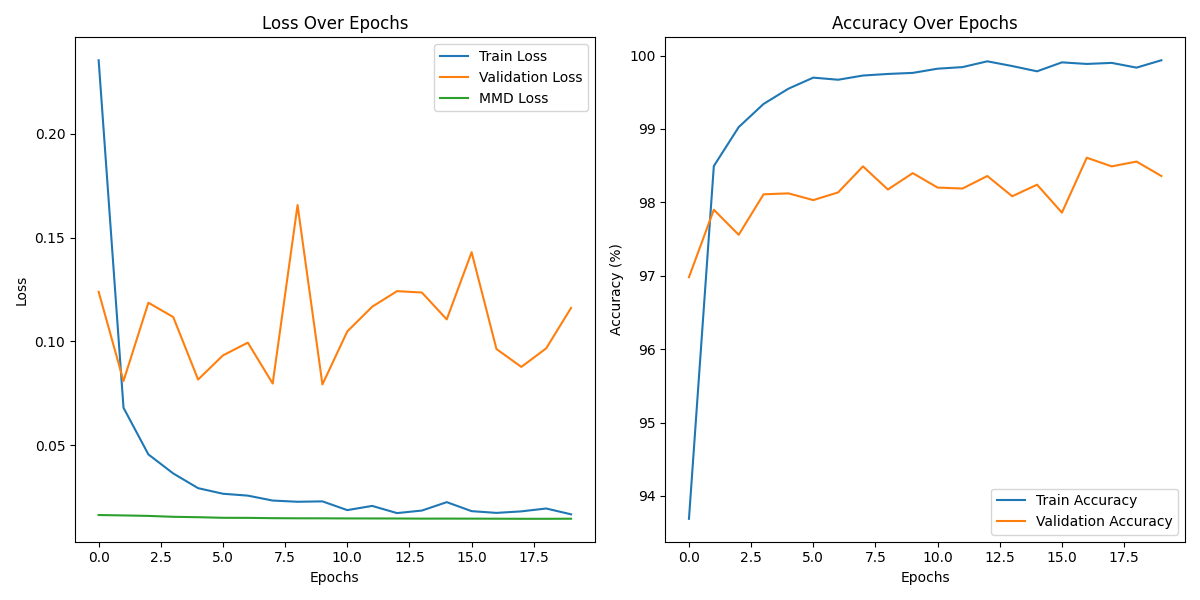 Loss Over Epochs
Train Loss
Validation Loss
MMD Loss
Loss
0.20
0.15
0.10
0.05
0.0 2.5 5.0 7.5 10.0 12.5 15.0 17.5
Epochs
Accuracy Over Epochs
Accuracy (%)
100
99
98
97
96
95
94
Train Accuracy
Validation Accuracy
0.0 2.5 5.0 7.5 10.0 12.5 15.0 17.5
Epochs